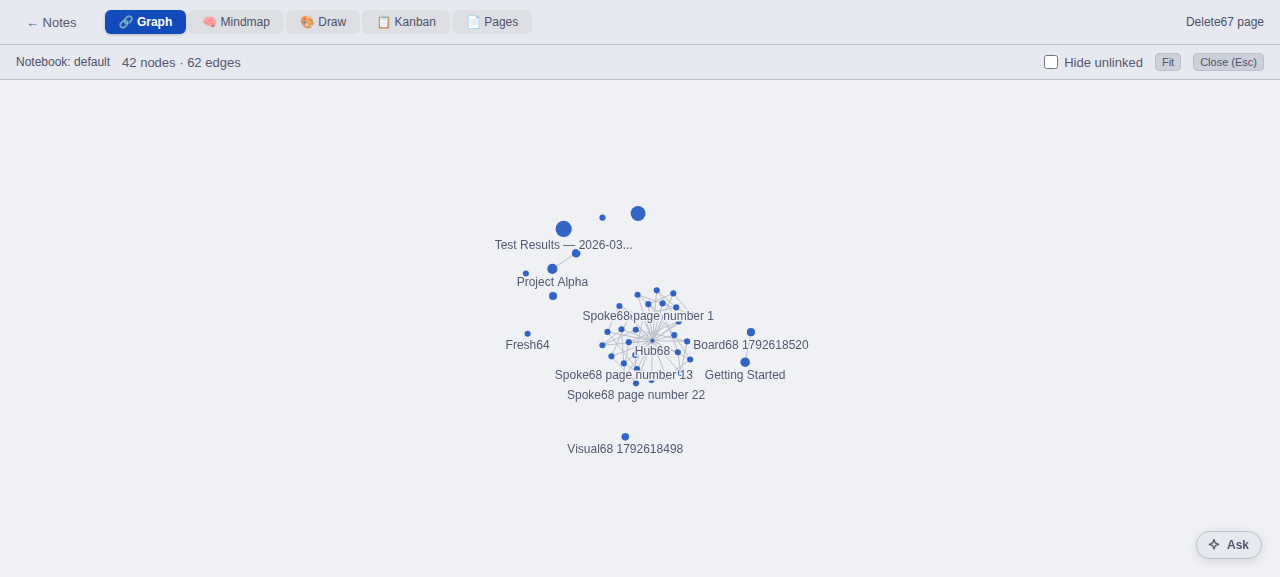 ← Notes
🔗 Graph
🧠 Mindmap
🎨 Draw
📋 Kanban
📄 Pages
Delete67 page
Notebook: default
42 nodes · 62 edges
Hide unlinked
Fit
Close (Esc)
Test Results — 2026-03...
Project Alpha
Spoke68 page number 1
Fresh64
Hub68
Board68 1792618520
Spoke68 page number 13
Getting Started
Spoke68 page number 22
Visual68 1792618498
Ask